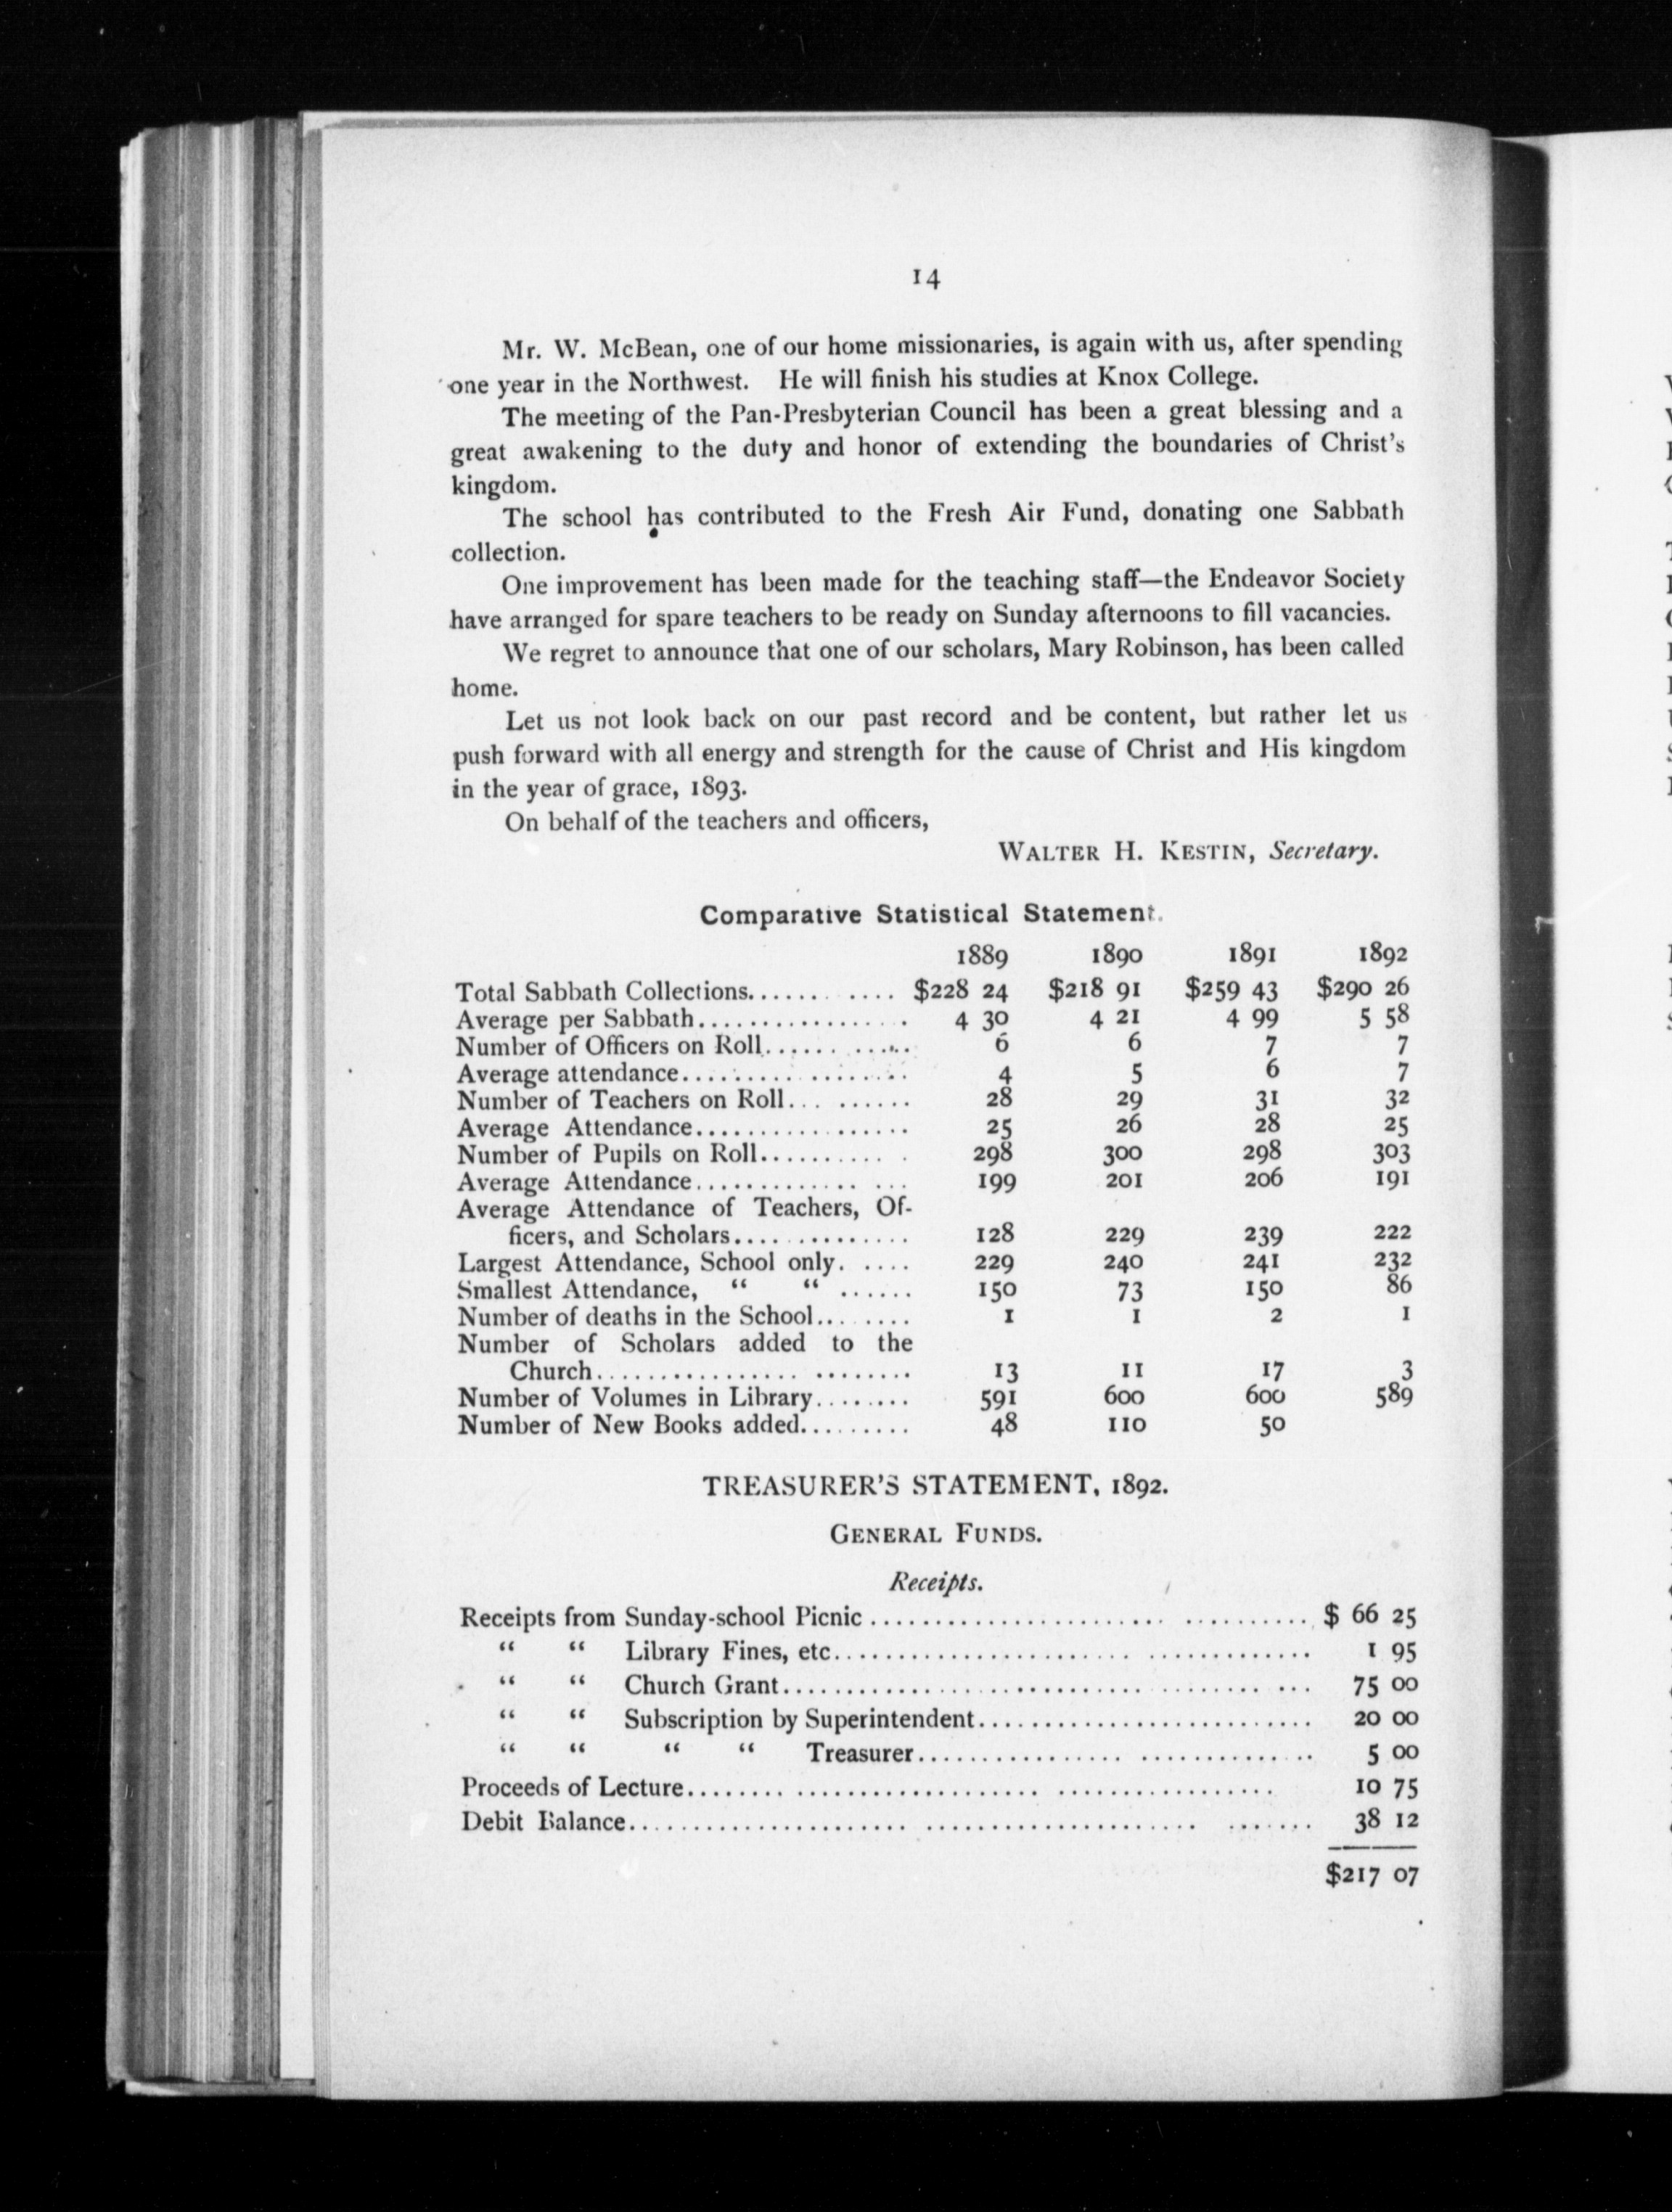 14
Mr. W. McBean, one of our home missionaries, is again with us, after spending
one year in the Northwest. He will finish his studies at Knox College.
The meeting of the Pan-Presbyterian Council has been a great blessing and a
great awakening to the duty and honor of extending the boundaries of Christ's
kingdom.
The school has contributed to the Fresh Air Fund, donating one Sabbath
collection.
One improvement has been made for the teaching staff—the Endeavor Society
have arranged for spare teachers to be ready on Sunday afternoons to fill vacancies.
We regret to announce that one of our scholars, Mary Robinson, has been called
home.
Let us not look back on our past record and be content, but rather let us
push forward with all energy and strength for the cause of Christ and His kingdom
in the year of grace, 1893.
On behalf of the teachers and officers,
WALTER H. KESTIN, Secretary.
Comparative Statistical Statement.
1889 1890 1891 1892
Total Sabbath Collections........... $228 24 $218 91 $259 43 $290 26
Average per Sabbath................. 4 30 4 21 4 99 5 58
Number of Officers on Roll........... 6 6 7 7
Average attendance.................. 4 5 6 7
Number of Teachers on Roll......... 28 29 31 32
Average Attendance................. 25 26 28 25
Number of Pupils on Roll........... 298 300 298 303
Average Attendance................ 199 201 206 191
Average Attendance of Teachers, Of-
ficers, and Scholars.............. 128 229 239 222
Largest Attendance, School only..... 229 240 241 232
Smallest Attendance, " " ...... 150 73 150 86
Number of deaths in the School....... 1 1 2 1
Number of Scholars added to the
Church........................ 13 11 17 3
Number of Volumes in Library........ 591 600 600 589
Number of New Books added......... 48 110 50
TREASURER'S STATEMENT, 1892.
GENERAL FUNDS.
Receipts.
Receipts from Sunday-school Picnic ................................ $ 66 25
" " Library Fines, etc.................................... 1 95
" " Church Grant....................................... 75 00
" " Subscription by Superintendent.......................... 20 00
" " " " Treasurer............................. 5 00
Proceeds of Lecture............................................ 10 75
Debit Balance.................................................. 38 12
$217 07